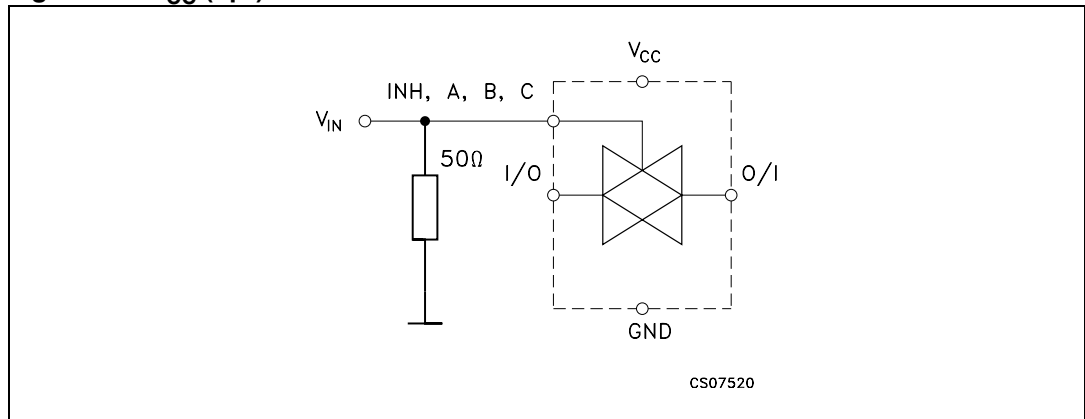 V_CC
INH, A, B, C
V_IN
50Ω
I/O
O/I
GND
CS07520